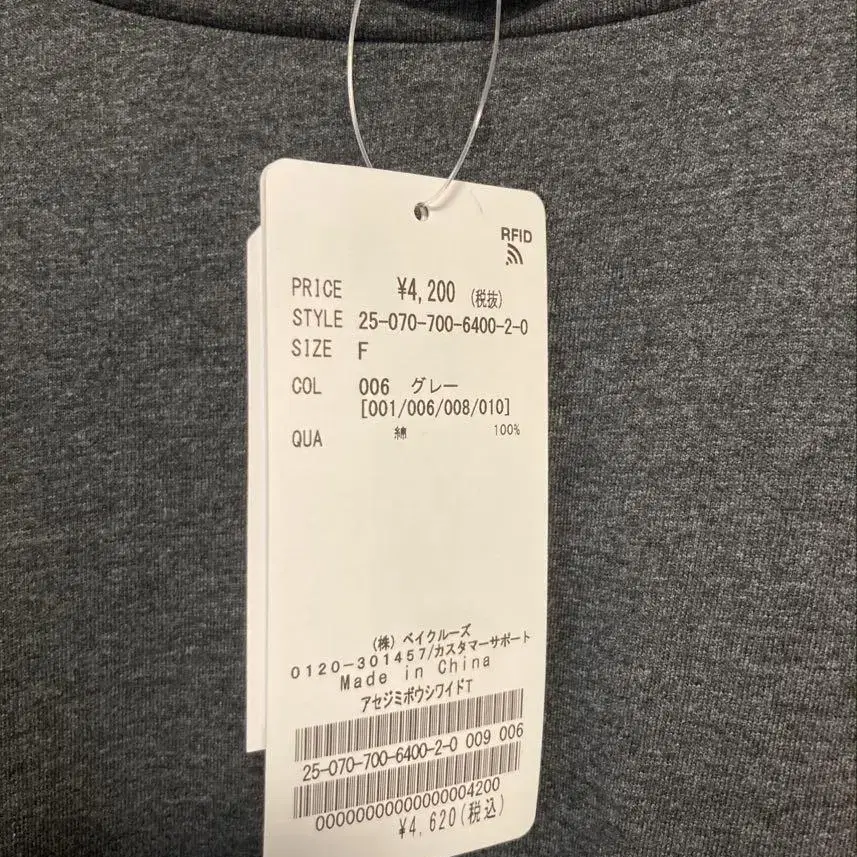 RFID
PRICE ¥4,200 (税抜)
STYLE 25-070-700-6400-2-0
SIZE F
COL 006 グレー
[001/006/008/010]
QUA 綿 100%
(株) ベイクルーズ
0120-301457/カスタマーサポート
Made in China
アセジミボウシワイドT
25-070-700-6400-2-0 009 006
00000000000000004200
¥4,620(税込)